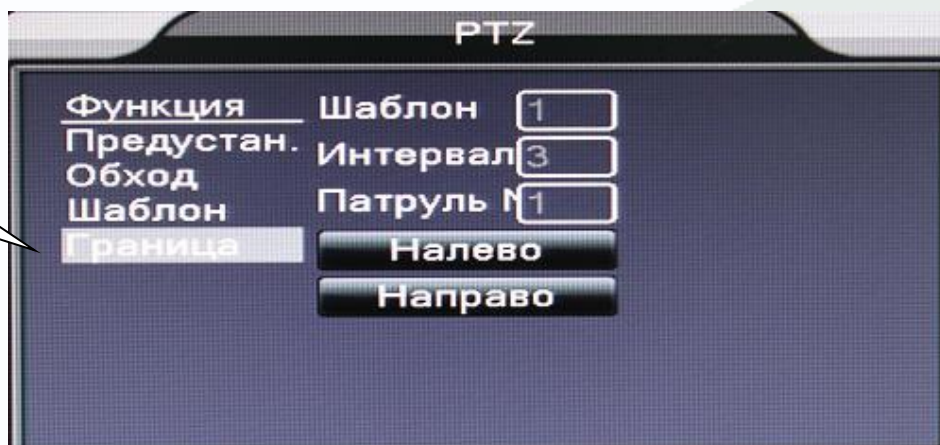 PTZ
Функция
Предустан.
Обход
Шаблон
Граница
Шаблон 1
Интервал 3
Патруль 1
Налево
Направо